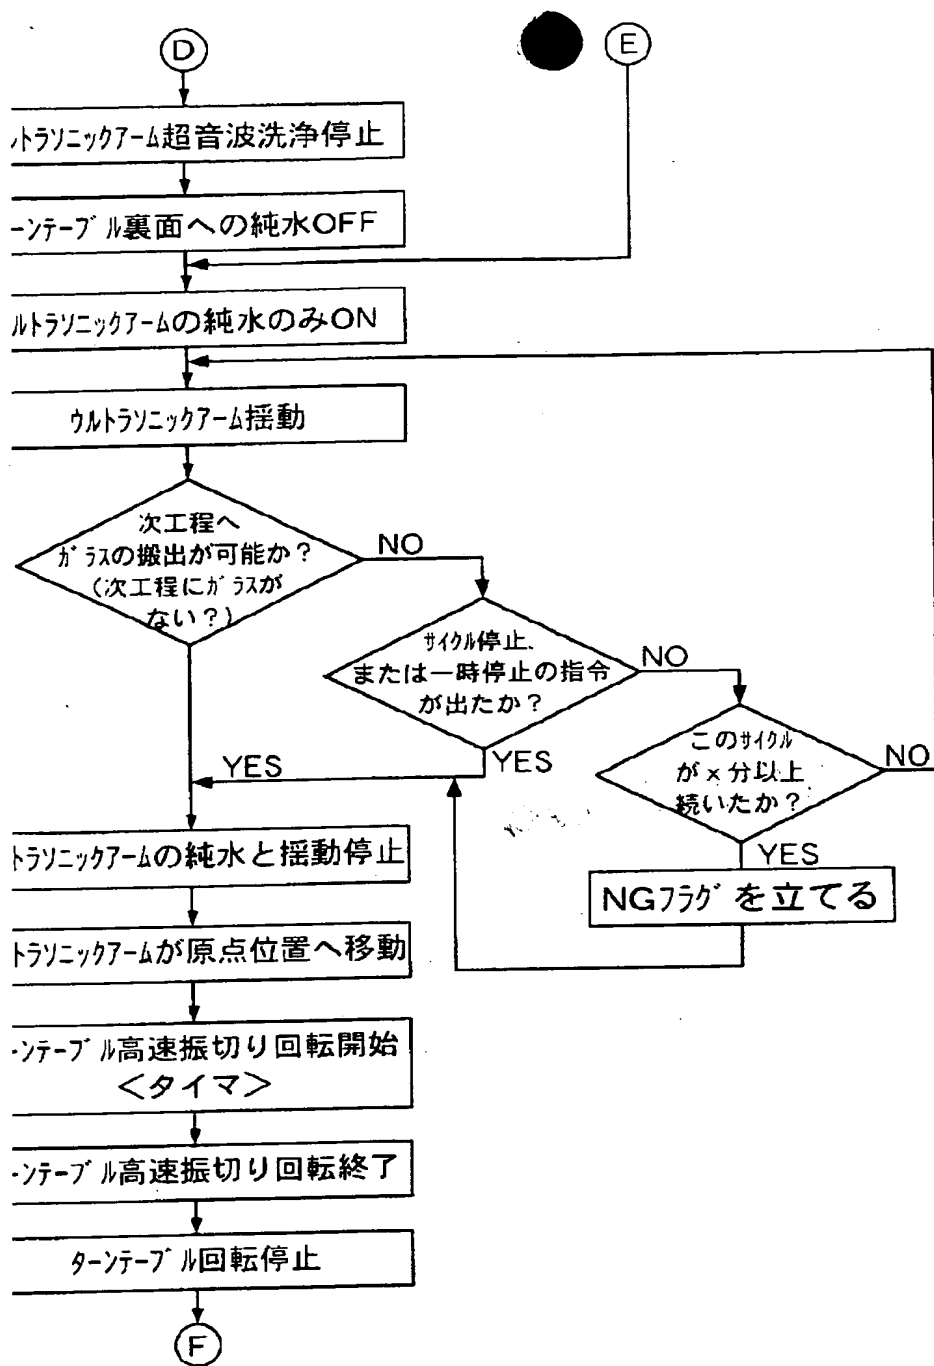 D
E
ルトラソニックアーム超音波洗浄停止
ーンテーブル裏面への純水OFF
ルトラソニックアームの純水のみON
ウルトラソニックアーム揺動
次工程へ
ガラスの搬出が可能か?
(次工程にガラスが
ない?)
NO
サイクル停止、
または一時停止の指令
が出たか?
NO
このサイクル
が×分以上
続いたか?
NO
YES
YES
YES
NGフラグを立てる
トラソニックアームの純水と揺動停止
トラソニックアームが原点位置へ移動
ーンテーブル高速振切り回転開始
<タイマ>
ーンテーブル高速振切り回転終了
ターンテーブル回転停止
F